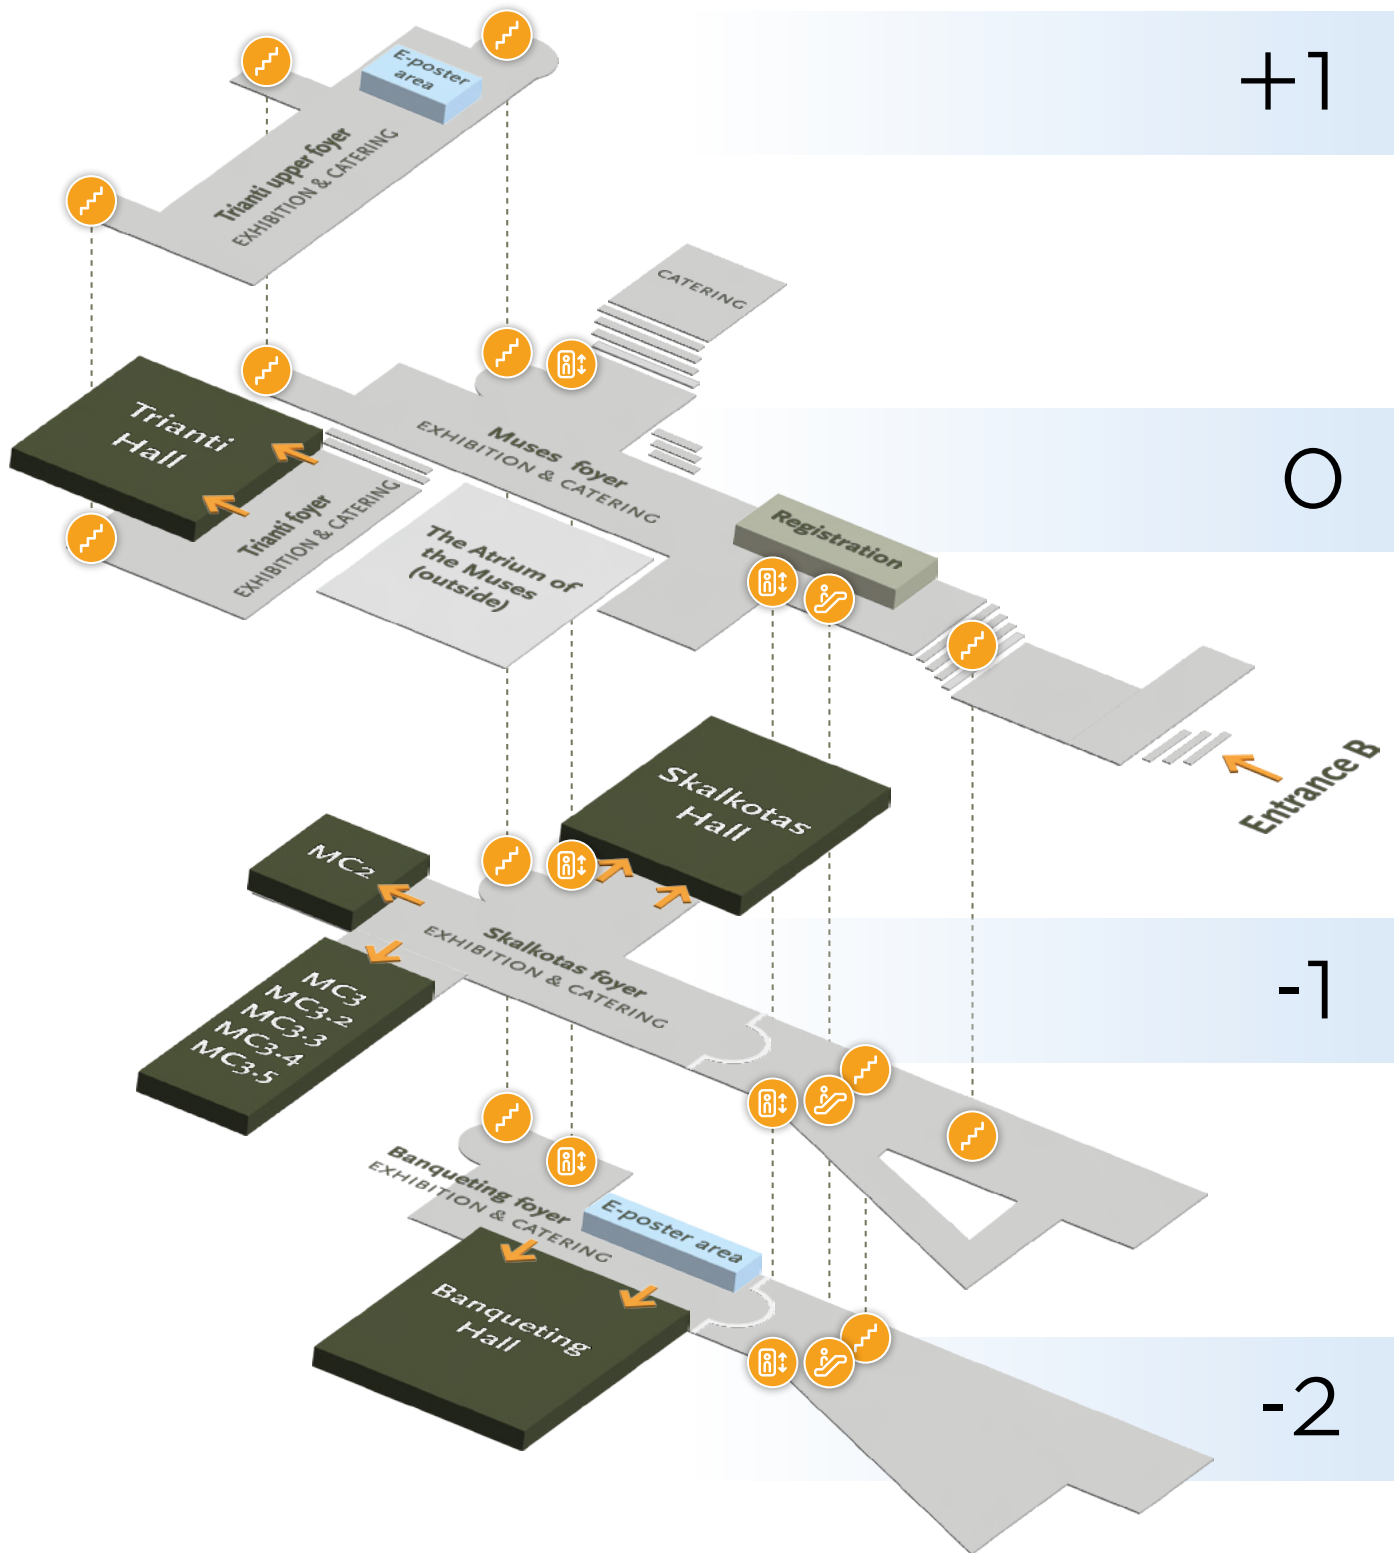 +1
E-poster
area
Trianti upper foyer
EXHIBITION & CATERING
CATERING
0
Trianti
Hall
Muses foyer
EXHIBITION & CATERING
Trianti foyer
EXHIBITION & CATERING
The Atrium of
the Muses
(outside)
Registration
Entrance B
Skalkotas
Hall
MC2
-1
Skalkotas foyer
EXHIBITION & CATERING
MC3
MC3.2
MC3.3
MC3.4
MC3.5
Banqueting foyer
EXHIBITION & CATERING
E-poster area
Banqueting
Hall
-2